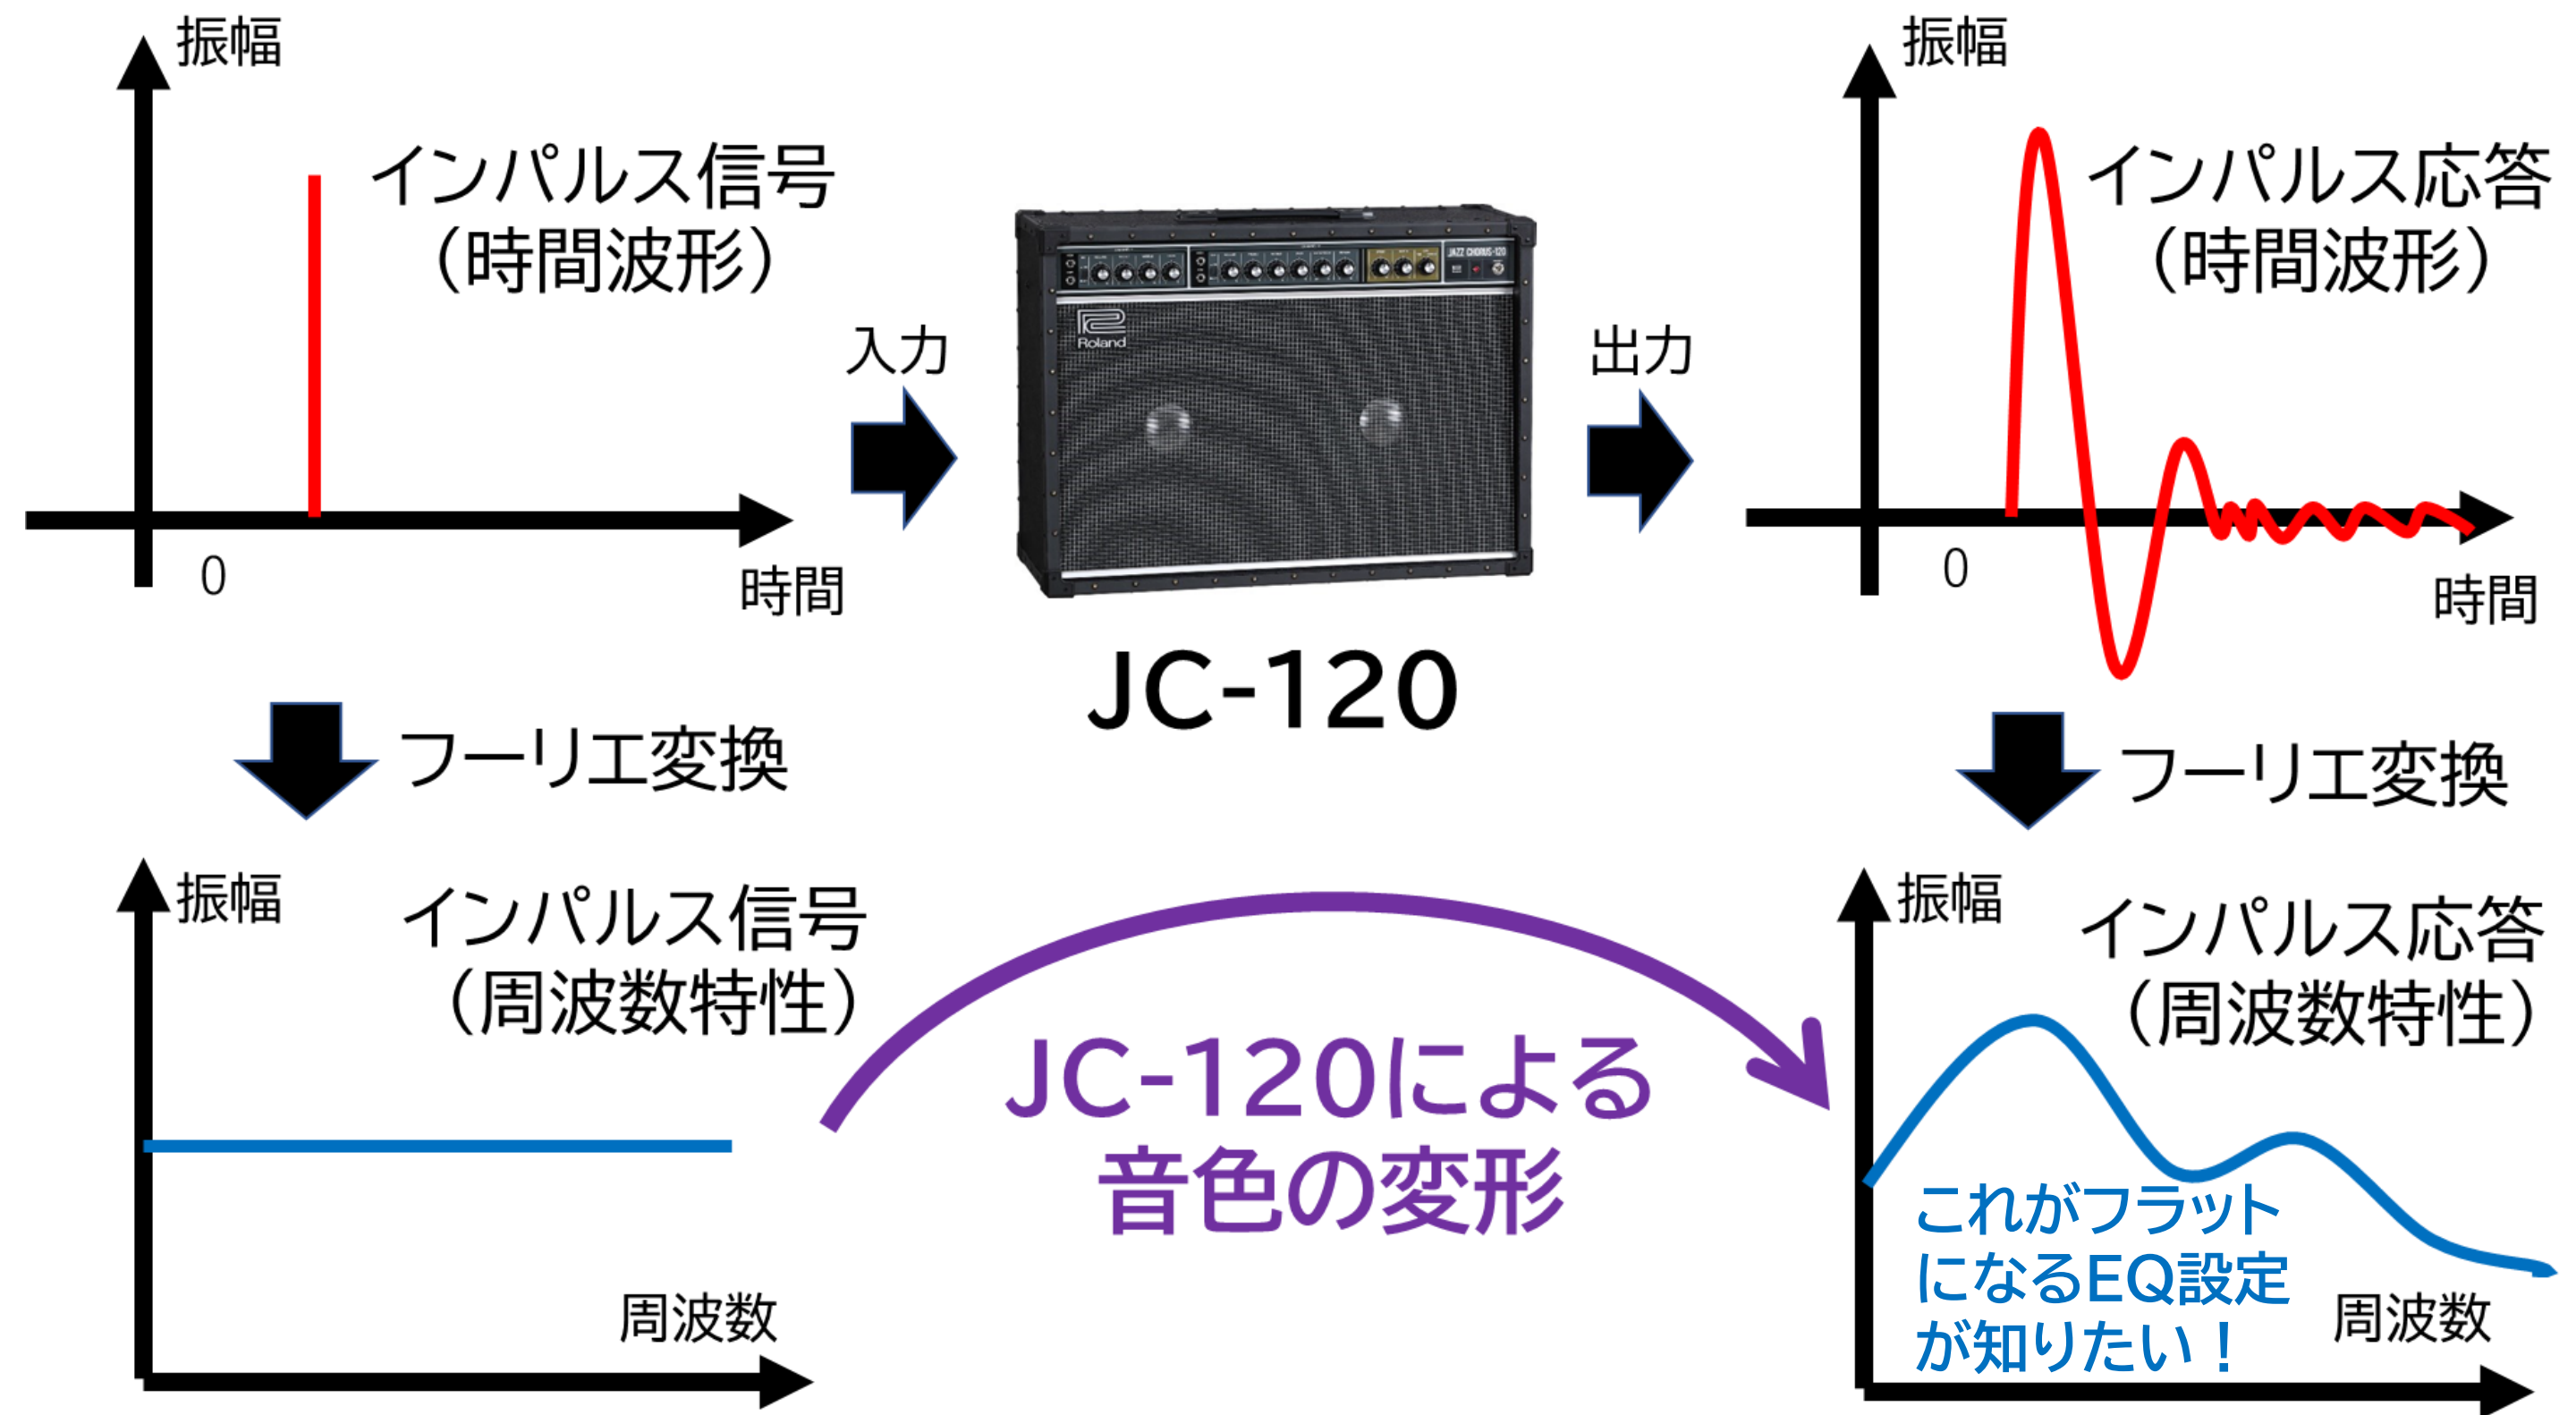 振幅
インパルス信号
（時間波形）
0
時間
入力
JAZZ CHORUS-120
Roland
出力
JC-120
振幅
インパルス応答
（時間波形）
0
時間
フーリエ変換
フーリエ変換
振幅
インパルス信号
（周波数特性）
周波数
JC-120による
音色の変形
振幅
インパルス応答
（周波数特性）
これがフラット
になるEQ設定
が知りたい！
周波数